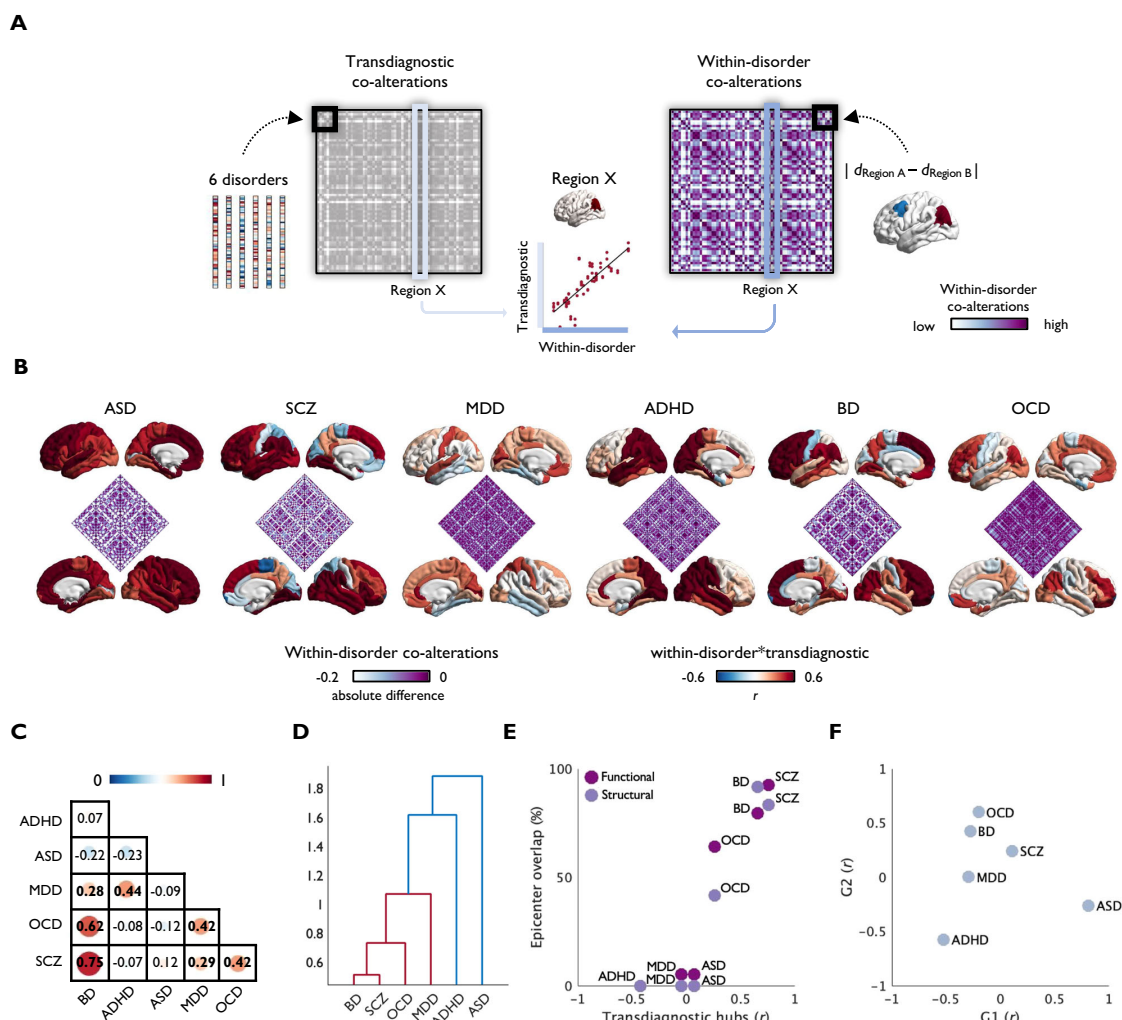 A
Transdiagnostic
co-alterations
Within-disorder
co-alterations
6 disorders
Region X
| dRegion A – dRegion B |
Transdiagnostic
Within-disorder
Region X
Region X
Within-disorder
co-alterations
low
high
B
ASD
SCZ
MDD
ADHD
BD
OCD
Within-disorder co-alterations
-0.2
0
absolute difference
within-disorder*transdiagnostic
-0.6
0.6
r
C
0
1
ADHD
0.07
ASD
-0.22 -0.23
MDD
0.28 0.44 -0.09
OCD
0.62 -0.08 -0.12 0.42
SCZ
0.75 -0.07 0.12 0.29 0.42
BD ADHD ASD MDD OCD
D
1.8
1.6
1.4
1.2
1
0.8
0.6
BD SCZ OCD MDD ADHD ASD
E
Functional
Structural
Epicenter overlap (%)
100
50
0
BD
SCZ
BD
SCZ
OCD
OCD
ADHD
MDD
MDD
ASD
ASD
-1 -0.5 0 0.5 1
Transdiagnostic hubs (r)
F
G2 (r)
1
0.5
0
-0.5
-1
OCD
BD
SCZ
MDD
ASD
ADHD
-1 -0.5 0 0.5 1
G1 (r)